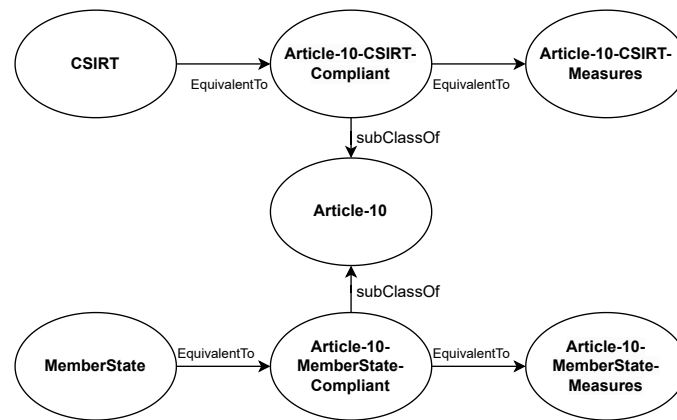 CSIRT
EquivalentTo
Article-10-CSIRT-
Compliant
EquivalentTo
Article-10-CSIRT-
Measures
subClassOf
Article-10
subClassOf
MemberState
EquivalentTo
Article-10-
MemberState-
Compliant
EquivalentTo
Article-10-
MemberState-
Measures